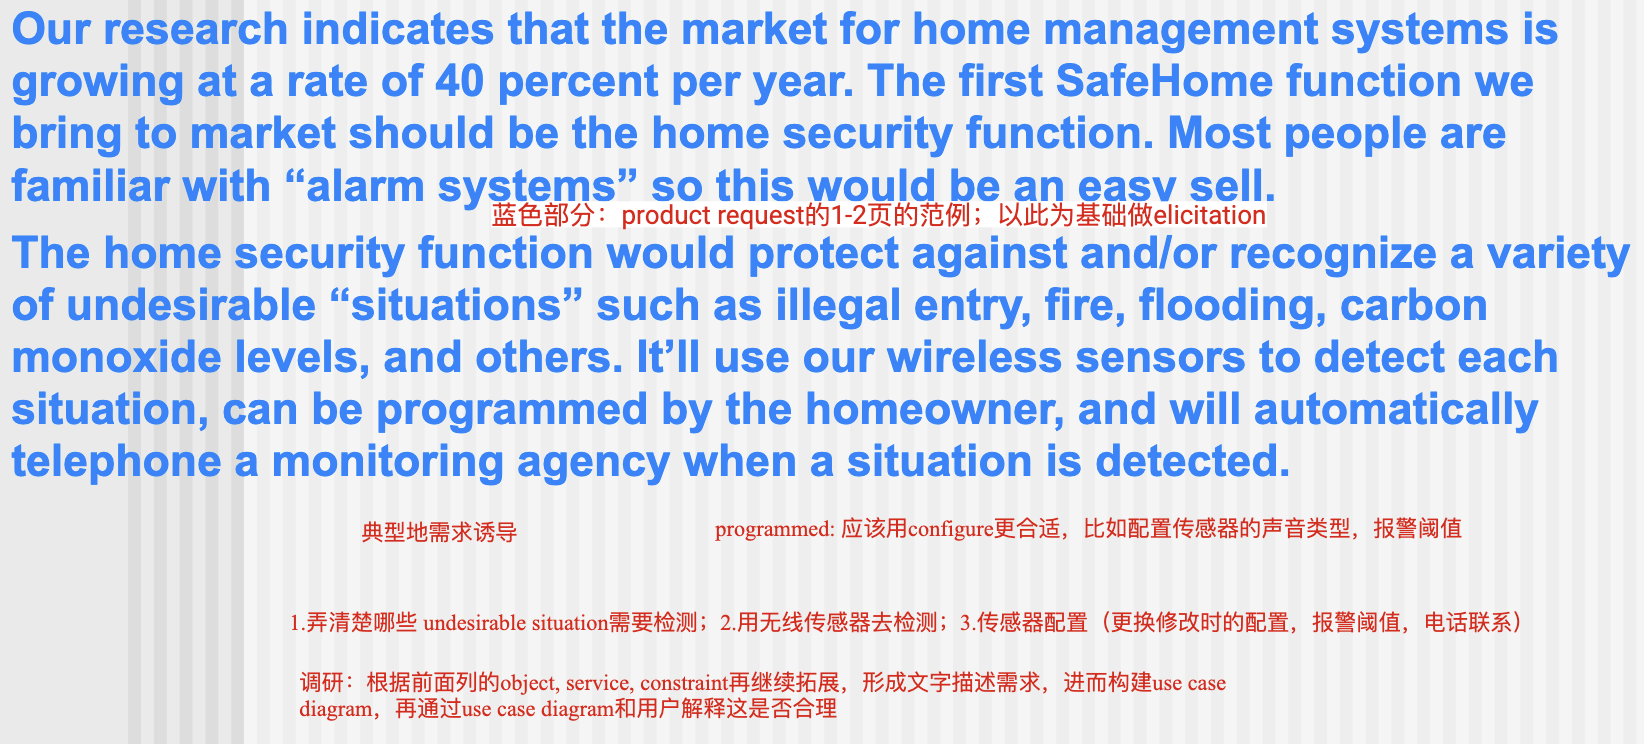 Our research indicates that the market for home management systems is
growing at a rate of 40 percent per year. The first SafeHome function we
bring to market should be the home security function. Most people are
familiar with “alarm systems” so this would be an easy sell.
蓝色部分：product request的1-2页的范例；以此为基础做elicitation
The home security function would protect against and/or recognize a variety
of undesirable “situations” such as illegal entry, fire, flooding, carbon
monoxide levels, and others. It’ll use our wireless sensors to detect each
situation, can be programmed by the homeowner, and will automatically
telephone a monitoring agency when a situation is detected.
典型地需求诱导
programmed: 应该用configure更合适，比如配置传感器的声音类型，报警阈值
1.弄清楚哪些 undesirable situation需要检测；2.用无线传感器去检测；3.传感器配置（更换修改时的配置，报警阈值，电话联系）
调研：根据前面列的object, service, constraint再继续拓展，形成文字描述需求，进而构建use case
diagram，再通过use case diagram和用户解释这是否合理